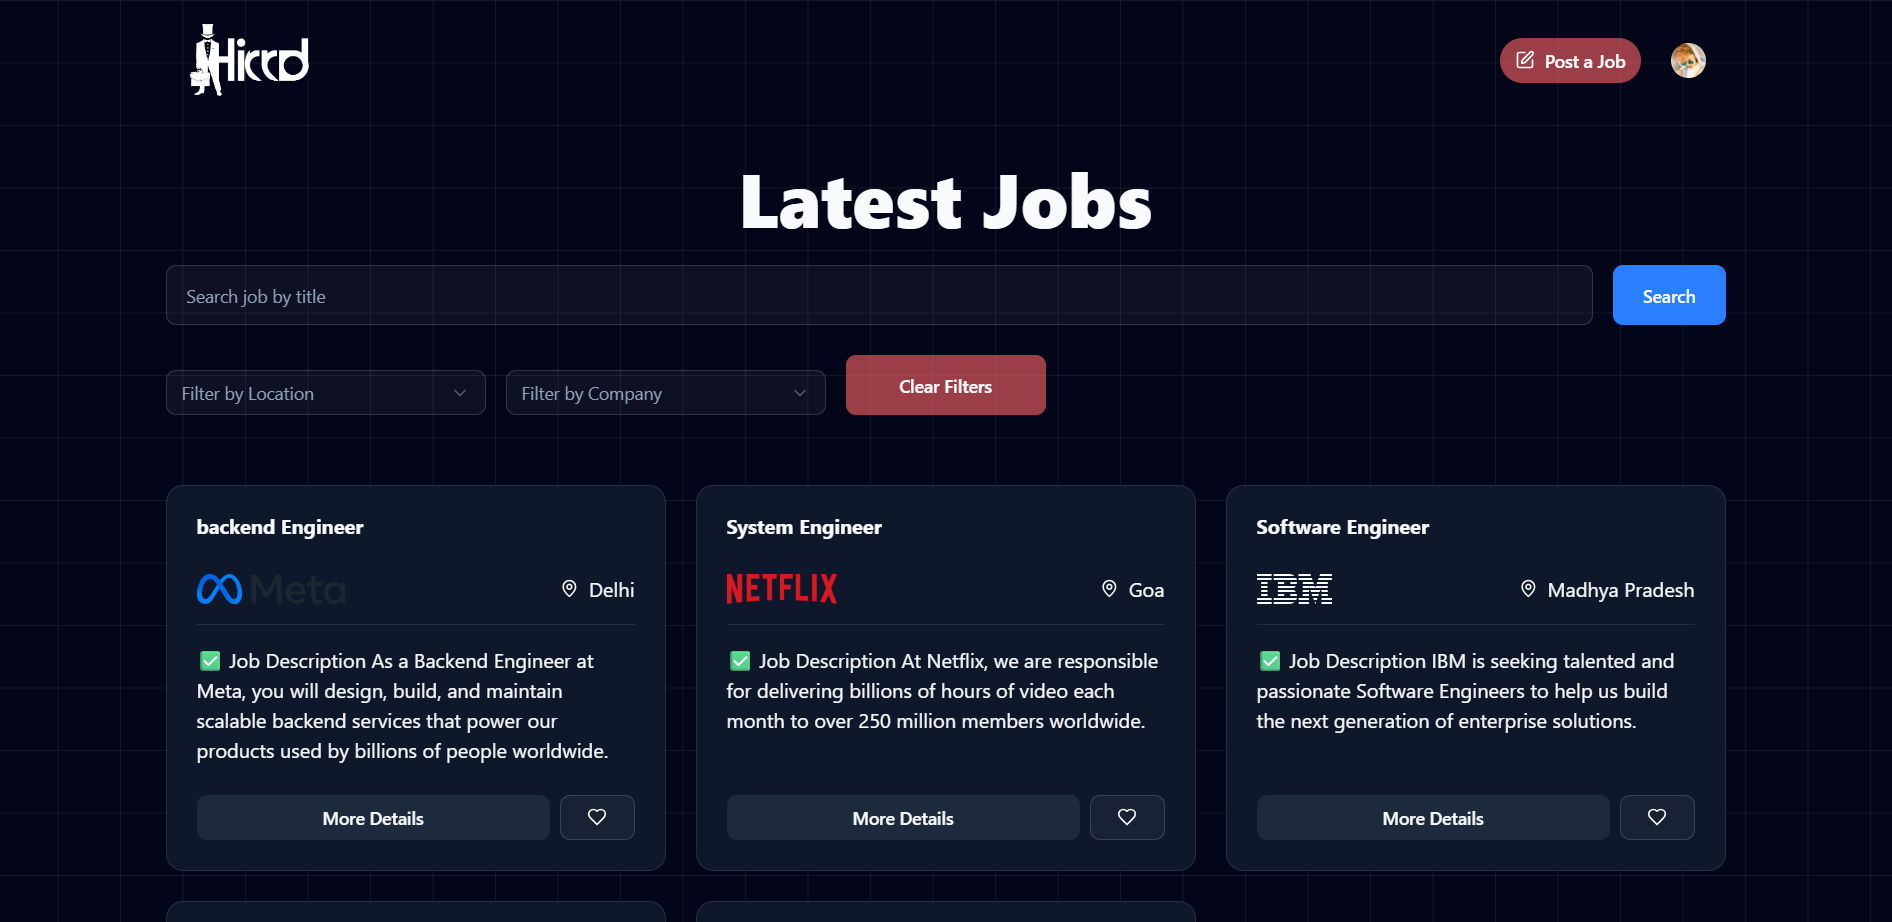 Hirrd
Post a Job
Latest Jobs
Search job by title
Search
Filter by Location
Filter by Company
Clear Filters
backend Engineer
Meta
Delhi
✅ Job Description As a Backend Engineer at
Meta, you will design, build, and maintain
scalable backend services that power our
products used by billions of people worldwide.
More Details
System Engineer
NETFLIX
Goa
✅ Job Description At Netflix, we are responsible
for delivering billions of hours of video each
month to over 250 million members worldwide.
More Details
Software Engineer
IBM
Madhya Pradesh
✅ Job Description IBM is seeking talented and
passionate Software Engineers to help us build
the next generation of enterprise solutions.
More Details